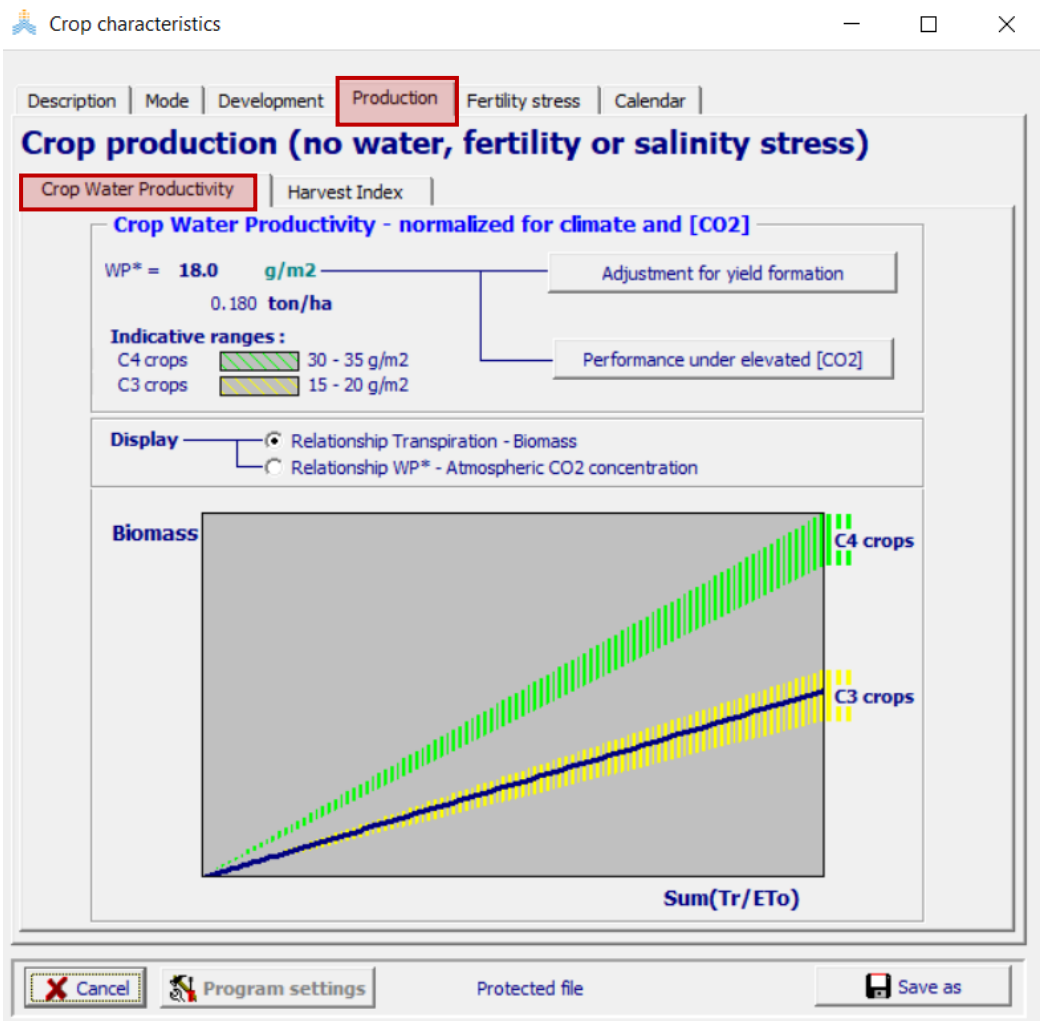 Crop characteristics
Description Mode Development Production Fertility stress Calendar
Crop production (no water, fertility or salinity stress)
Crop Water Productivity Harvest Index
Crop Water Productivity - normalized for climate and [CO2]
WP* = 18.0 g/m2 Adjustment for yield formation
0.180 ton/ha
Indicative ranges :
C4 crops 30 - 35 g/m2 Performance under elevated [CO2]
C3 crops 15 - 20 g/m2
Display Relationship Transpiration - Biomass
Relationship WP* - Atmospheric CO2 concentration
Biomass
C4 crops
C3 crops
Sum(Tr/ETo)
Cancel Program settings Protected file Save as